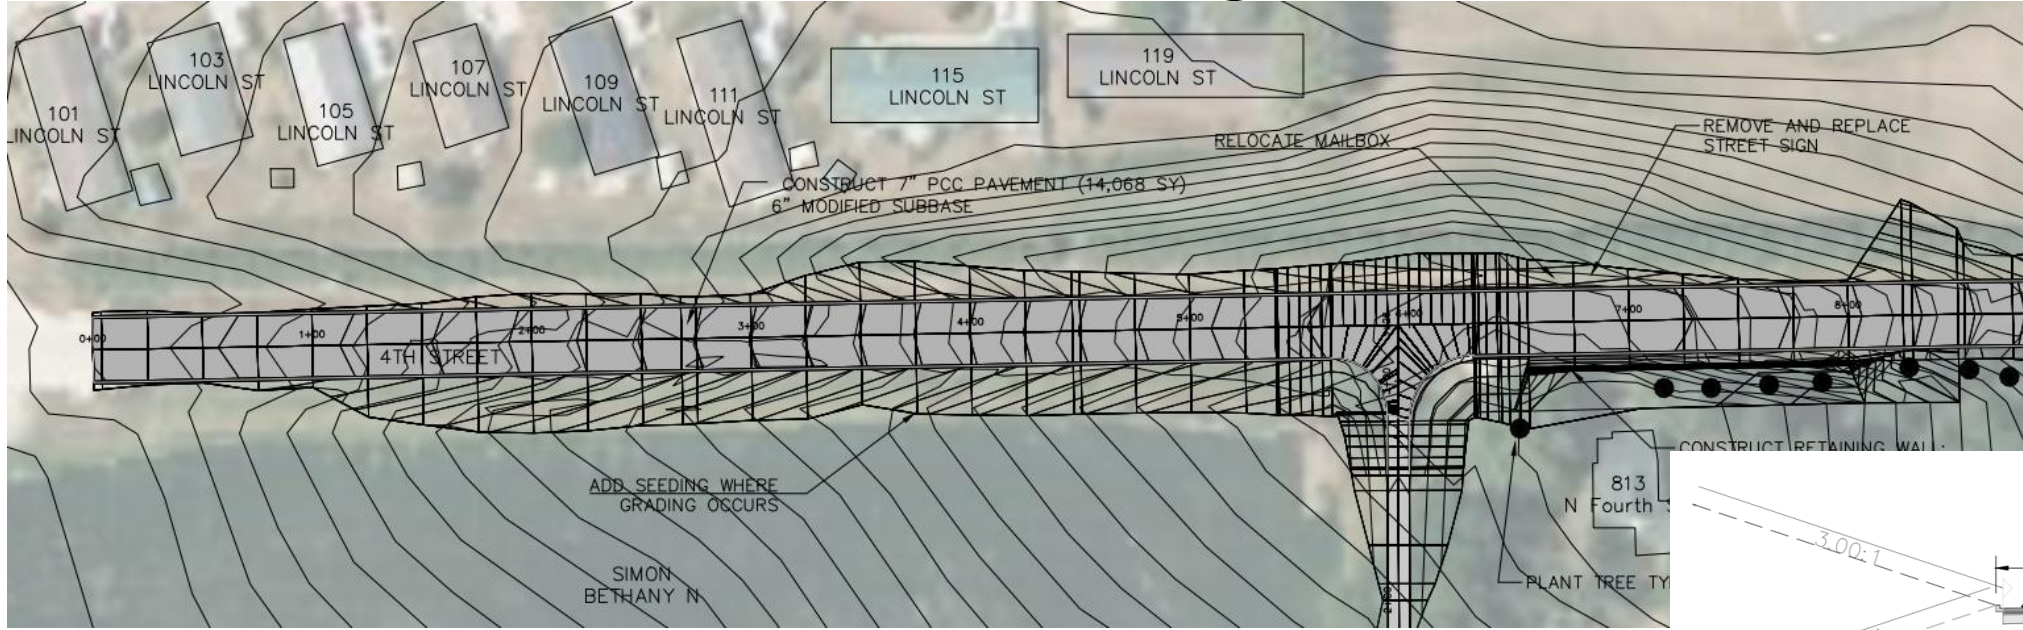 101
LINCOLN ST
103
LINCOLN ST
105
LINCOLN ST
107
LINCOLN ST
109
LINCOLN ST
111
LINCOLN ST
115
LINCOLN ST
119
LINCOLN ST
RELOCATE MAILBOX
REMOVE AND REPLACE
STREET SIGN
CONSTRUCT 7" PCC PAVEMENT (14,068 SY)
6" MODIFIED SUBBASE
0+00
1+00
2+00
3+00
4+00
5+00
6+00
7+00
8+00
4TH STREET
ADD SEEDING WHERE
GRADING OCCURS
CONSTRUCT RETAINING WALL:
813
N Fourth
SIMON
BETHANY N
PLANT TREE TY
3.00:1